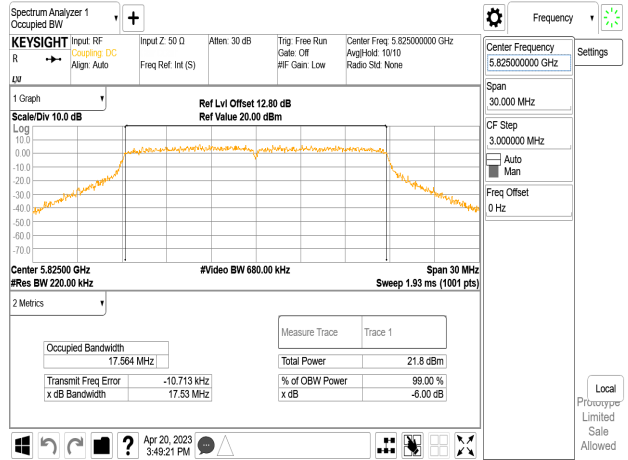 Spectrum Analyzer 1
Occupied BW
Frequency
KEYSIGHT Input: RF
R Coupling: DC
Align: Auto
LXI
Input Z: 50 Ω
Freq Ref: Int (S)
Atten: 30 dB
Trig: Free Run
Gate: Off
#IF Gain: Low
Center Freq: 5.825000000 GHz
Avg|Hold: 10/10
Radio Std: None
Center Frequency
5.825000000 GHz
Settings
Span
30.000 MHz
CF Step
3.000000 MHz
Auto
Man
Freq Offset
0 Hz
1 Graph
Scale/Div 10.0 dB
Ref Lvl Offset 12.80 dB
Ref Value 20.00 dBm
Log
10.0
0.00
-10.0
-20.0
-30.0
-40.0
-50.0
-60.0
-70.0
Center 5.82500 GHz
#Video BW 680.00 kHz
Span 30 MHz
#Res BW 220.00 kHz
Sweep 1.93 ms (1001 pts)
2 Metrics
Measure Trace Trace 1
Occupied Bandwidth
17.564 MHz
Total Power 21.8 dBm
Transmit Freq Error -10.713 kHz
% of OBW Power 99.00 %
x dB Bandwidth 17.53 MHz
x dB -6.00 dB
Local
Prototype
Limited
Sale
Allowed
Apr 20, 2023
3:49:21 PM